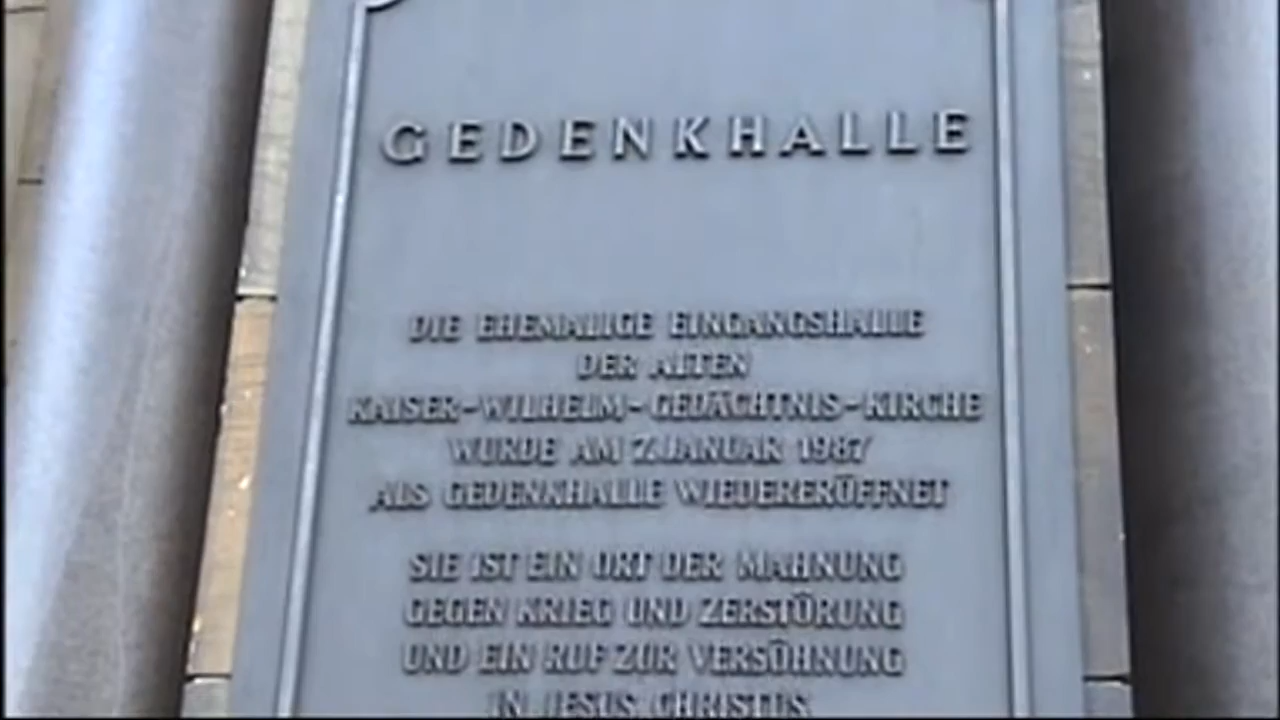 GEDENKHALLE
DIE EHEMALIGE EINGANGSHALLE
DER ALTEN
KAISER-WILHELM-GEDÄCHTNIS-KIRCHE
WURDE AM 7. JANUAR 1987
ALS GEDENKHALLE WIEDERERÖFFNET
SIE IST EIN ORT DER MAHNUNG
GEGEN KRIEG UND ZERSTÖRUNG
UND EIN RUF ZUR VERSÖHNUNG
IN JESUS CHRISTUS